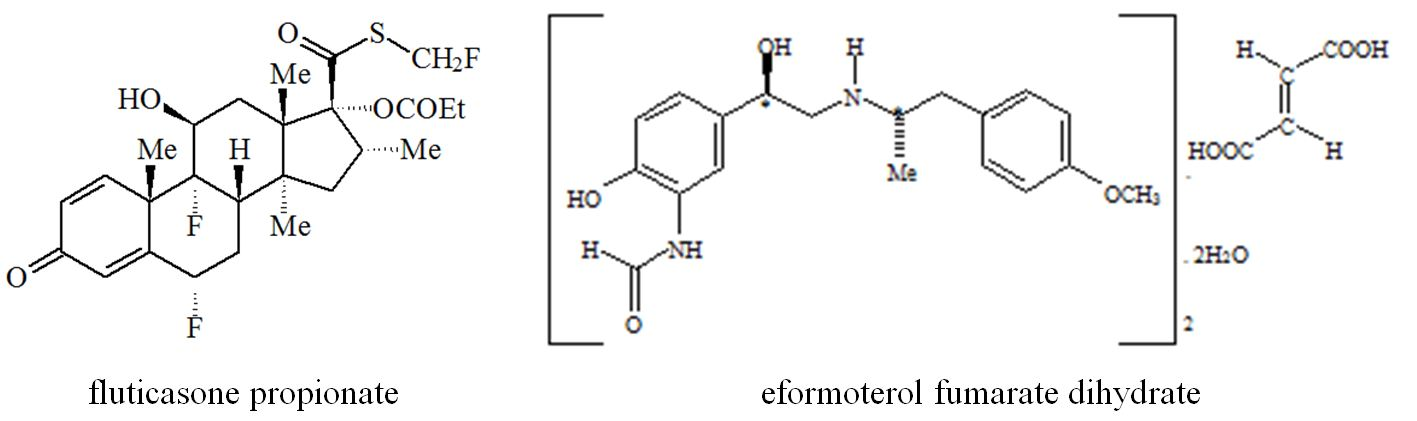 O
S
CH₂F
Me
HO
OCOEt
Me
H
Me
F
Me
O
F
OH
H
N
Me
HO
OCH₃
H
NH
O
2
H
COOH
C
C
HOOC
H
. 2H₂O
fluticasone propionate
eformoterol fumarate dihydrate